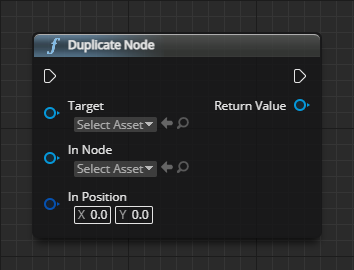 Duplicate Node
Target
Return Value
Select Asset
In Node
Select Asset
In Position
X 0.0 Y 0.0